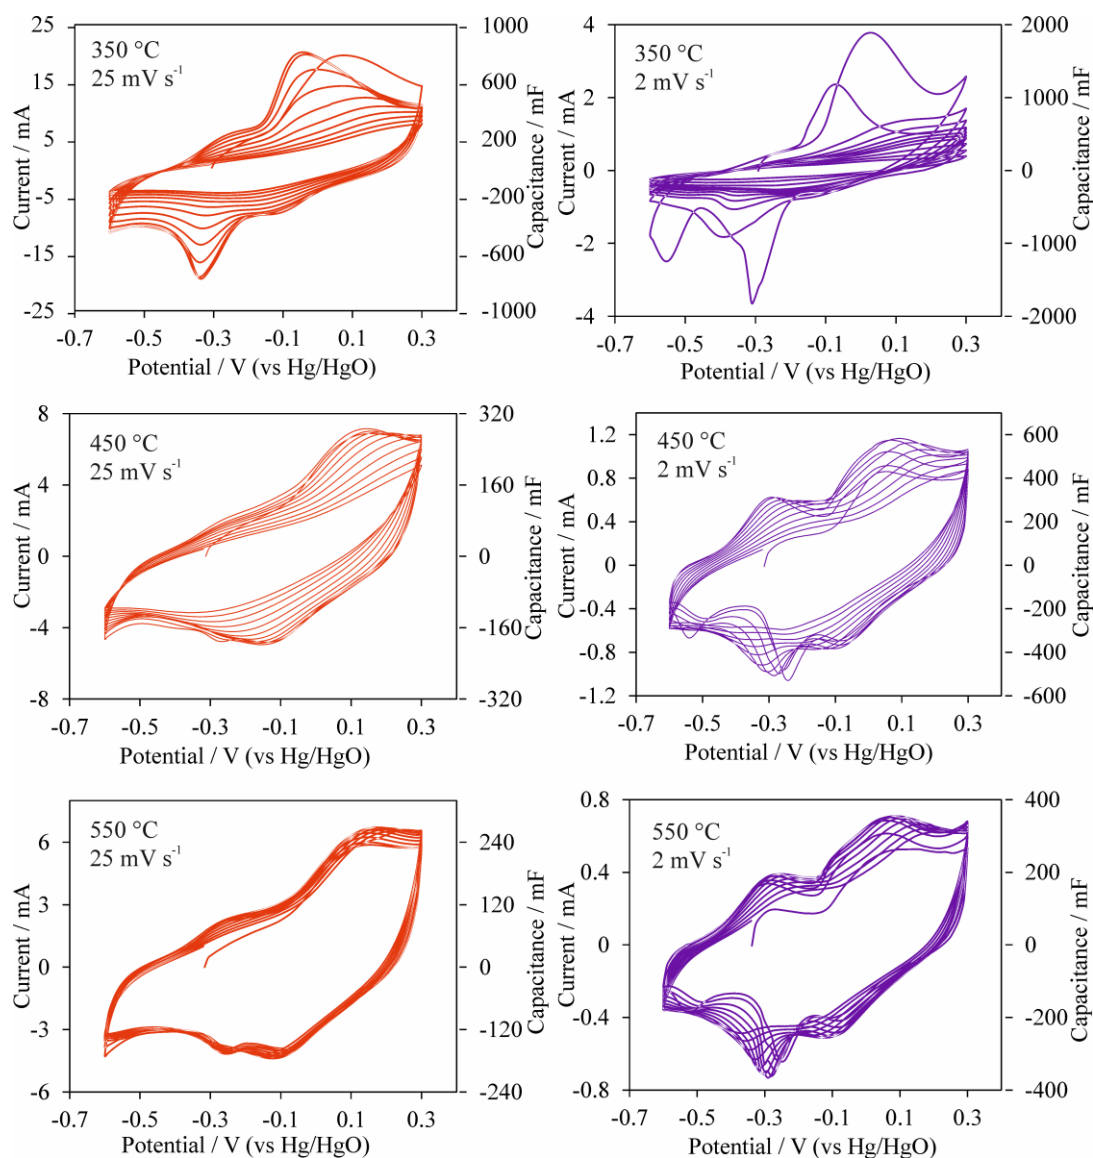 350 °C
25 mV s⁻¹
Current / mA
25
15
5
-5
-15
-25
1000
800
600
400
200
0
-200
-400
-600
-800
-1000
Capacitance / mF
-0.7 -0.5 -0.3 -0.1 0.1 0.3
Potential / V (vs Hg/HgO)
350 °C
2 mV s⁻¹
Current / mA
4
2
0
-2
-4
2000
1000
0
-1000
-2000
Capacitance / mF
-0.7 -0.5 -0.3 -0.1 0.1 0.3
Potential / V (vs Hg/HgO)
450 °C
25 mV s⁻¹
Current / mA
8
4
0
-4
-8
320
160
0
-160
-320
Capacitance / mF
-0.7 -0.5 -0.3 -0.1 0.1 0.3
Potential / V (vs Hg/HgO)
450 °C
2 mV s⁻¹
Current / mA
1.2
0.8
0.4
0
-0.4
-0.8
-1.2
600
400
200
0
-200
-400
-600
Capacitance / mF
-0.7 -0.5 -0.3 -0.1 0.1 0.3
Potential / V (vs Hg/HgO)
550 °C
25 mV s⁻¹
Current / mA
6
3
0
-3
-6
240
120
0
-120
-240
Capacitance / mF
-0.7 -0.5 -0.3 -0.1 0.1 0.3
Potential / V (vs Hg/HgO)
550 °C
2 mV s⁻¹
Current / mA
0.8
0.4
0
-0.4
-0.8
400
200
0
-200
-400
Capacitance / mF
-0.7 -0.5 -0.3 -0.1 0.1 0.3
Potential / V (vs Hg/HgO)